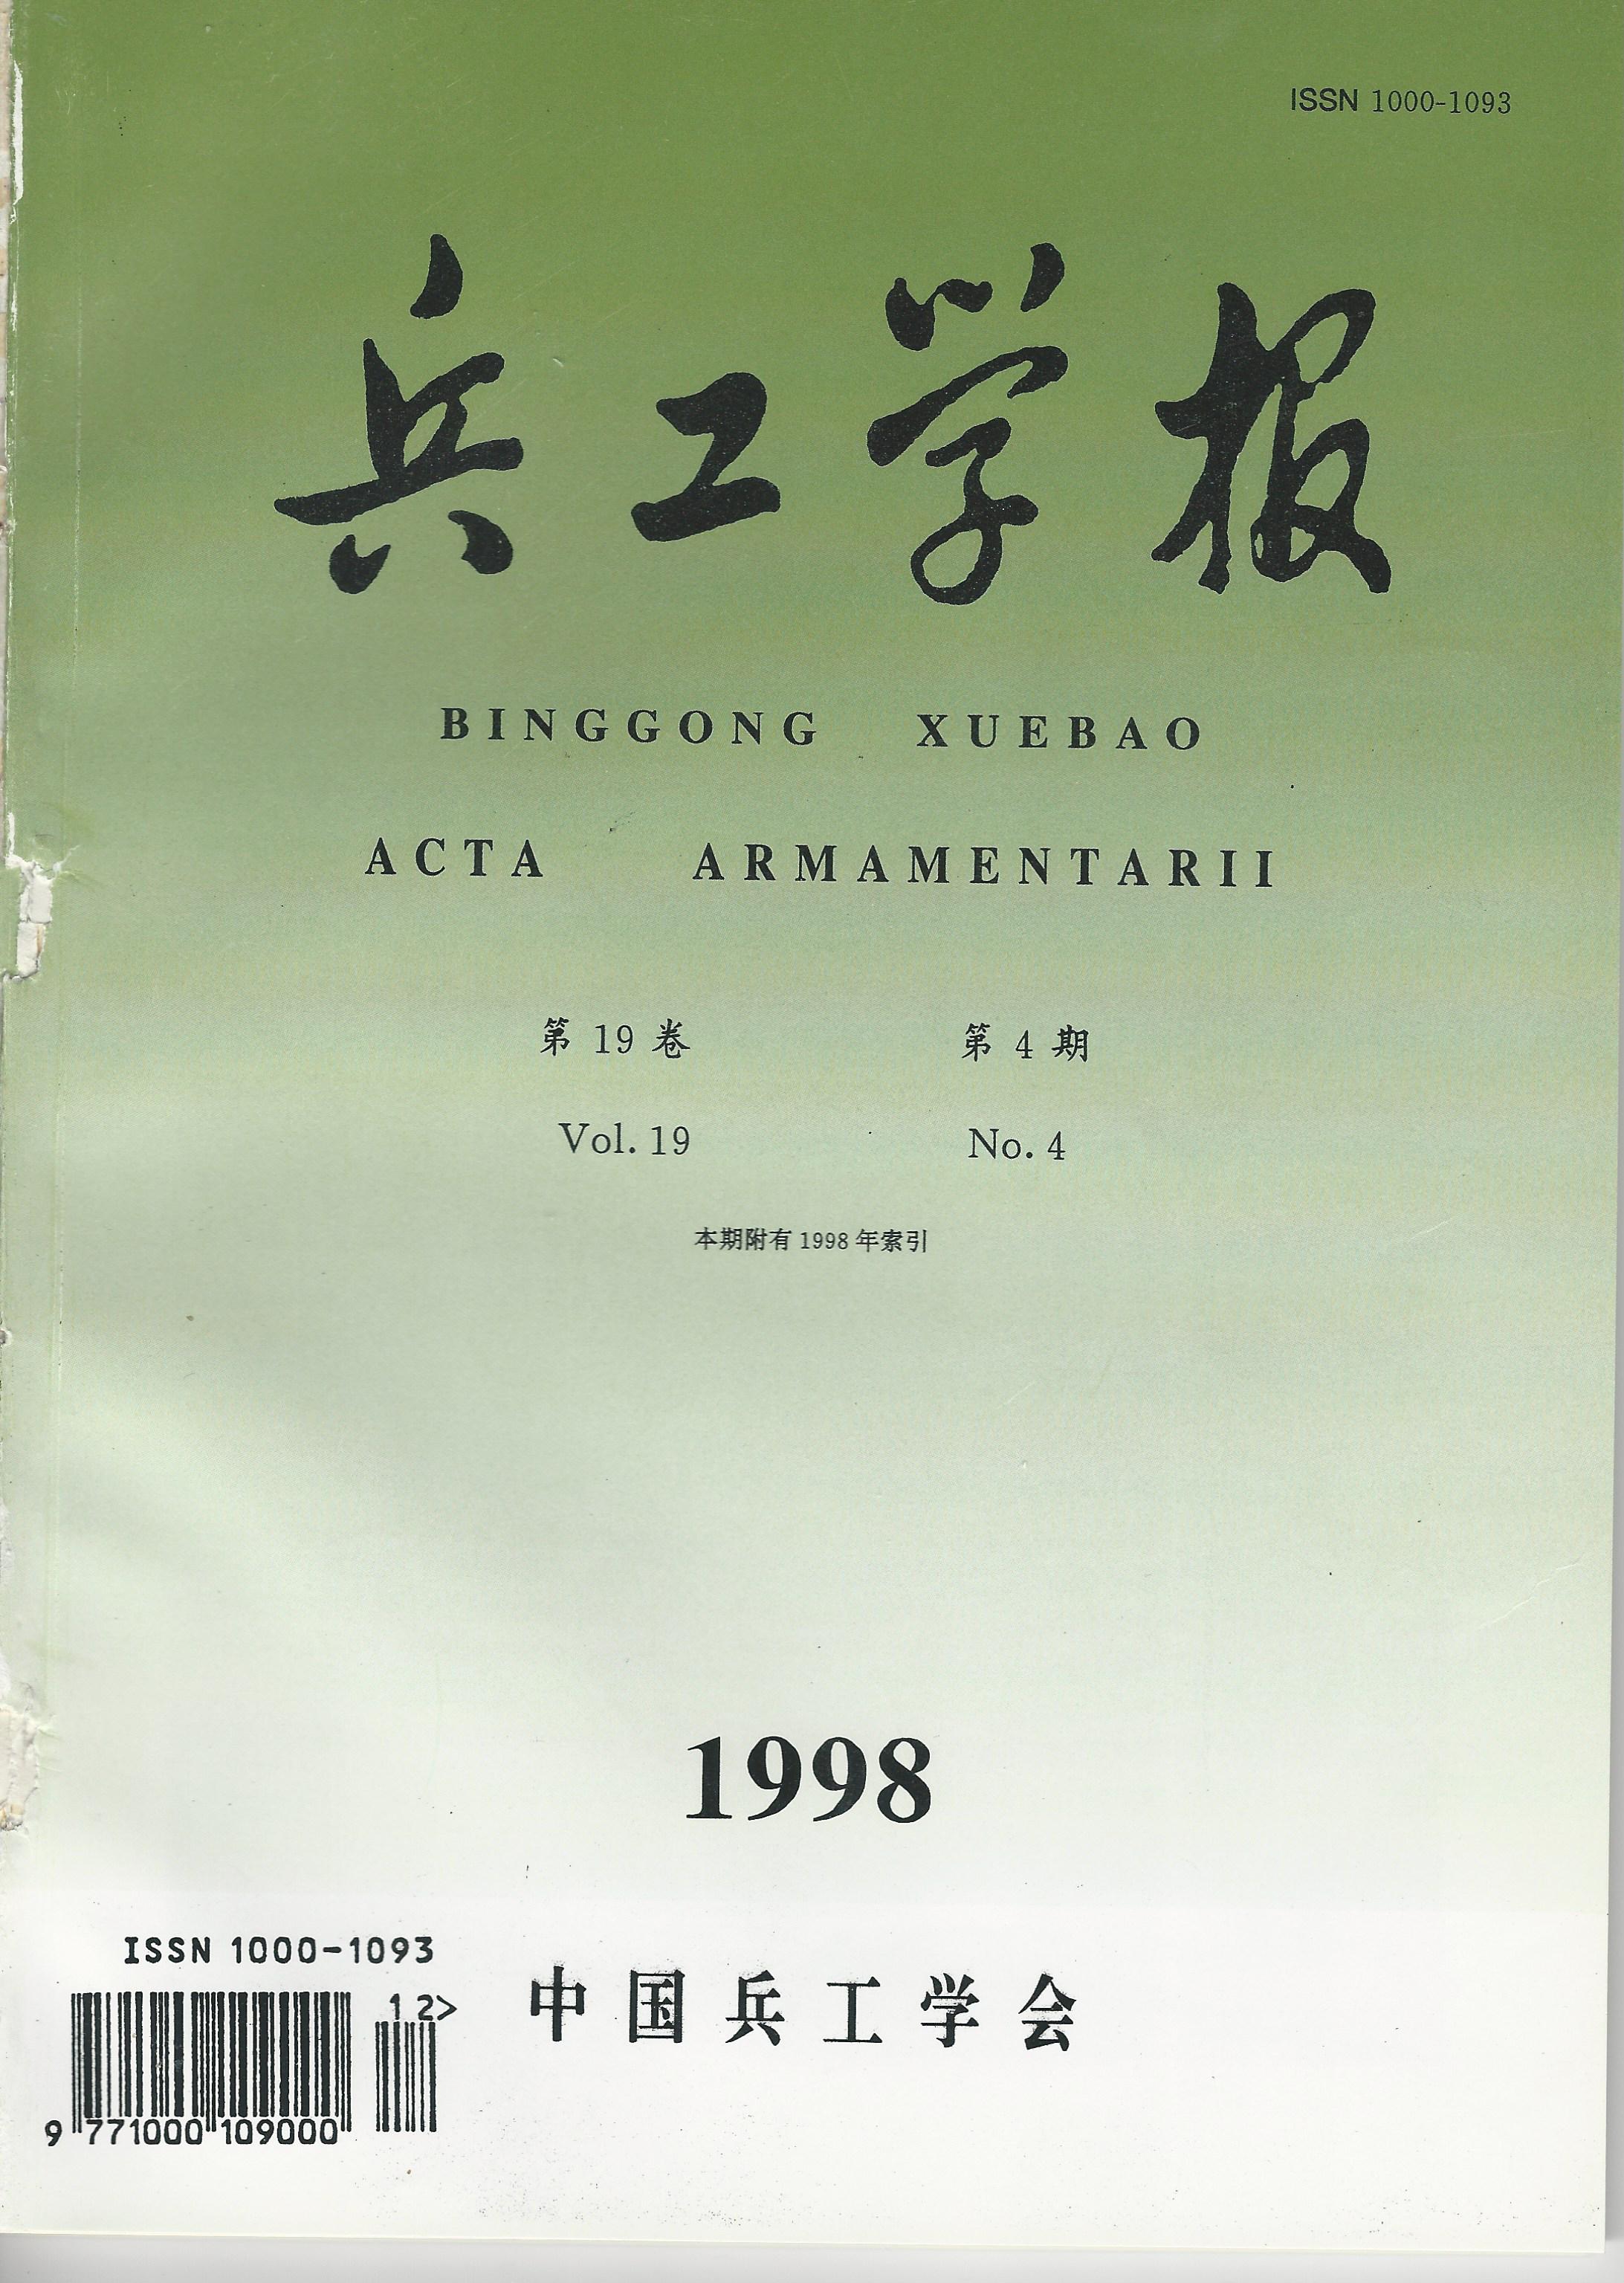 ISSN 1000-1093
兵工学报
BINGGONG XUEBAO
ACTA ARMAMENTARII
第 19 卷 第 4 期
Vol. 19 No. 4
本期附有 1998 年索引
1998
ISSN 1000-1093
12>
9 771000 109000
中国兵工学会